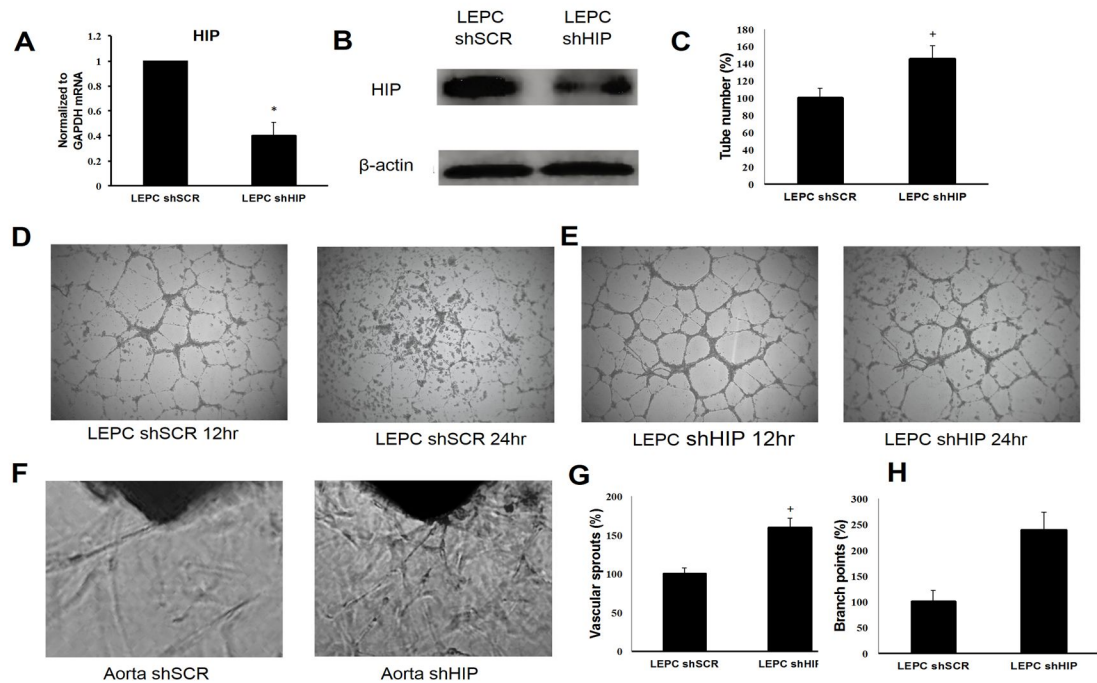 A
HIP
Normalized to
GAPDH mRNA
1.2
1
0.8
0.6
0.4
0.2
0
*
LEPC shSCR
LEPC shHIP
B
LEPC
shSCR
LEPC
shHIP
HIP
β-actin
C
Tube number (%)
180
160
140
120
100
80
60
40
20
0
+
LEPC shSCR
LEPC shHIP
D
LEPC shSCR 12hr
LEPC shSCR 24hr
E
LEPC shHIP 12hr
LEPC shHIP 24hr
F
Aorta shSCR
Aorta shHIP
G
Vascular sprouts (%)
200
150
100
50
0
+
LEPC shSCR
LEPC shHIF
H
Branch points (%)
300
250
200
150
100
50
0
LEPC shSCR
LEPC shHIP